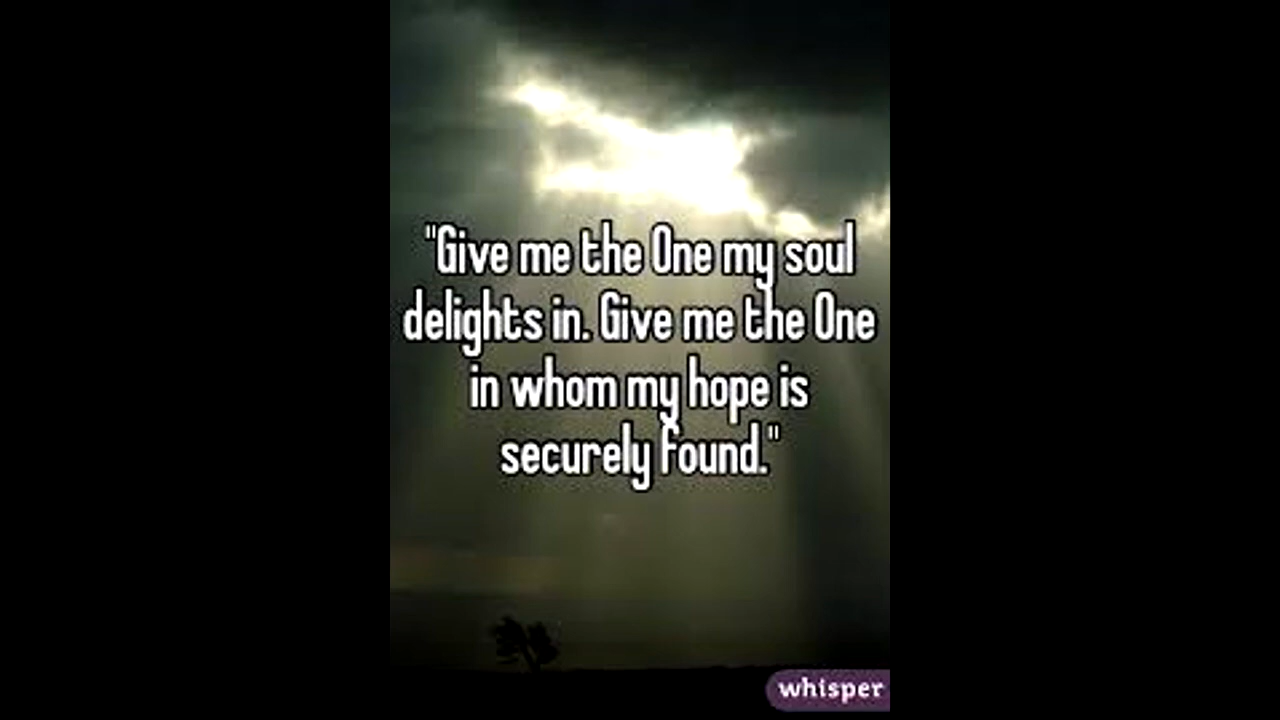 "Give me the One my soul
delights in. Give me the One
in whom my hope is
securely found."
whisper